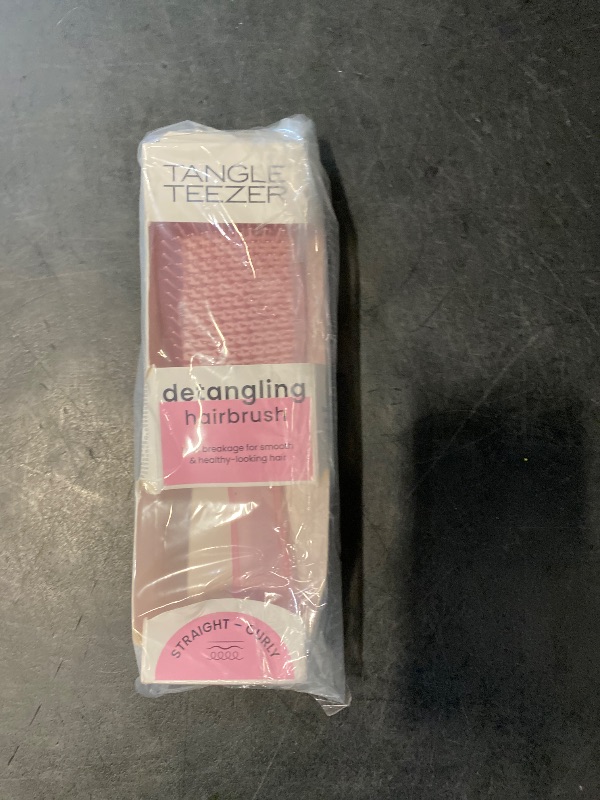 TANGLE
TEEZER
detangling
hairbrush
breakage for smooth
& healthy-looking hair
STRAIGHT – CURLY